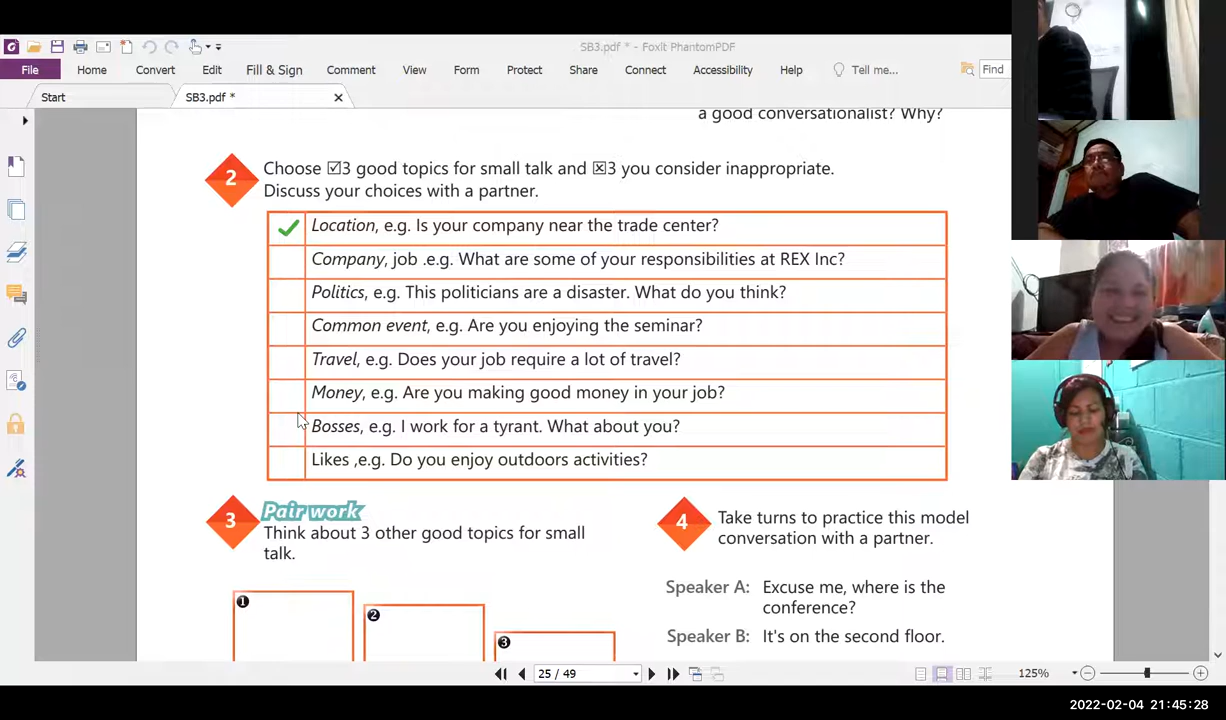 SB3.pdf * - Foxit PhantomPDF
File Home Convert Edit Fill & Sign Comment View Form Protect Share Connect Accessibility Help Tell me... Find
Start SB3.pdf *
a good conversationalist? Why?
2 Choose ☑3 good topics for small talk and ☒3 you consider inappropriate.
Discuss your choices with a partner.
Location, e.g. Is your company near the trade center?
Company, job .e.g. What are some of your responsibilities at REX Inc?
Politics, e.g. This politicians are a disaster. What do you think?
Common event, e.g. Are you enjoying the seminar?
Travel, e.g. Does your job require a lot of travel?
Money, e.g. Are you making good money in your job?
Bosses, e.g. I work for a tyrant. What about you?
Likes ,e.g. Do you enjoy outdoors activities?
3 Pair work
Think about 3 other good topics for small
talk.
❶
❷
❸
4 Take turns to practice this model
conversation with a partner.
Speaker A: Excuse me, where is the
conference?
Speaker B: It's on the second floor.
25 / 49
125%
2022-02-04 21:45:28